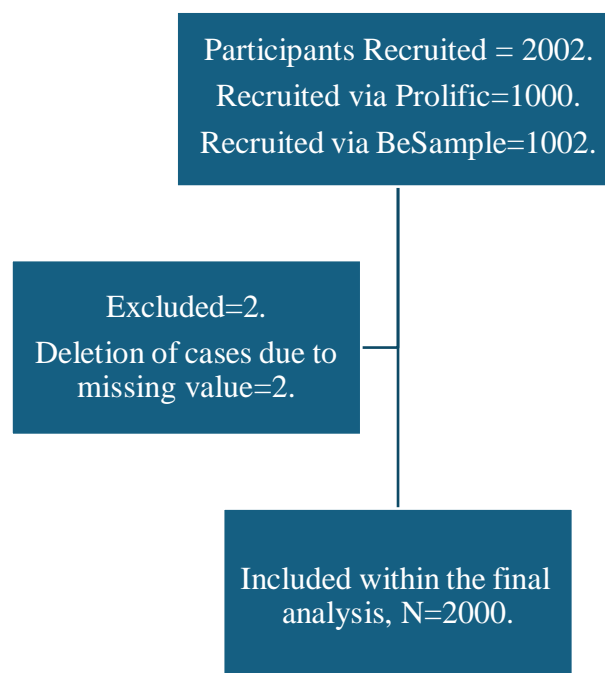 Participants Recruited = 2002.
Recruited via Prolific=1000.
Recruited via BeSample=1002.
Excluded=2.
Deletion of cases due to
missing value=2.
Included within the final
analysis, N=2000.